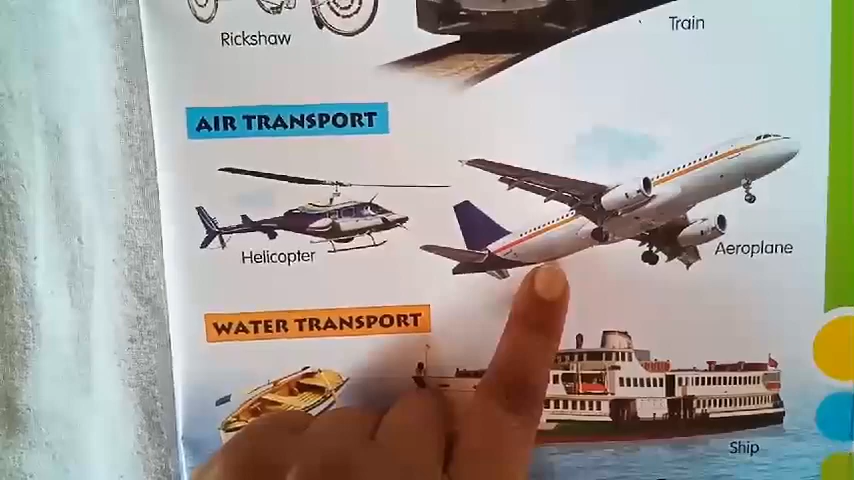 Rickshaw
Train
AIR TRANSPORT
Helicopter
Aeroplane
WATER TRANSPORT
Ship